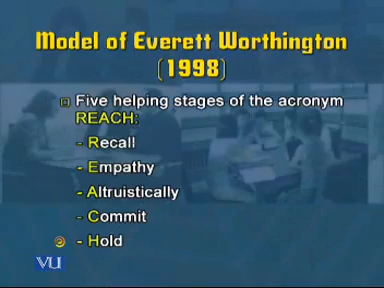 Model of Everett Worthington
(1998)
Five helping stages of the acronym
REACH:
- Recall
- Empathy
- Altruistically
- Commit
- Hold
VU